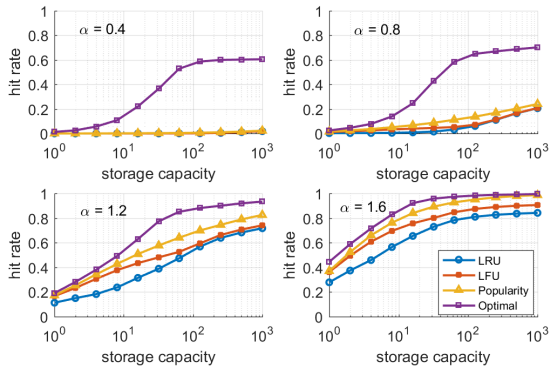 α = 0.4
hit rate
1
0.8
0.6
0.4
0.2
0
10^0 10^1 10^2 10^3
storage capacity
α = 0.8
hit rate
1
0.8
0.6
0.4
0.2
0
10^0 10^1 10^2 10^3
storage capacity
α = 1.2
hit rate
1
0.8
0.6
0.4
0.2
0
10^0 10^1 10^2 10^3
storage capacity
α = 1.6
hit rate
1
0.8
0.6
0.4
0.2
0
10^0 10^1 10^2 10^3
storage capacity
LRU
LFU
Popularity
Optimal